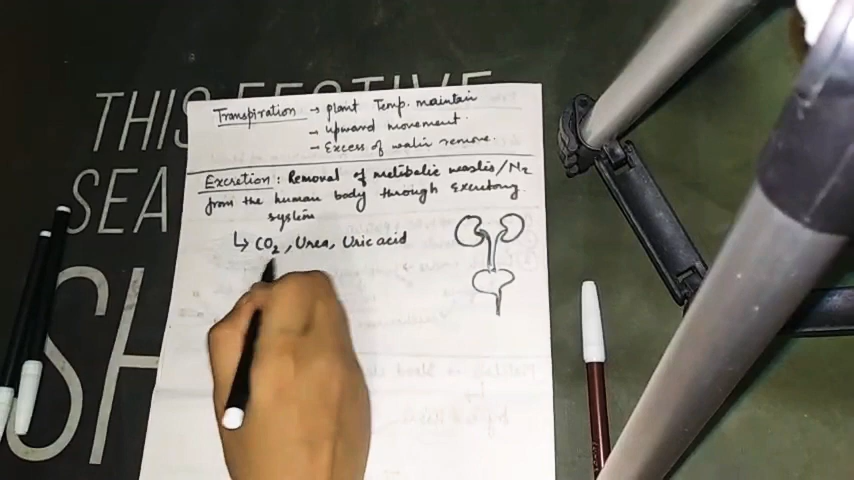 THIS FESTIVE
SEA
SH
Transpiration → plant Temp. maintain
- upward movement.
- Excess of water remove.
Excretion : Removal of metibolic wastes/N2
from the human body through Excretory
system
↳ CO2, Urea, Uric acid